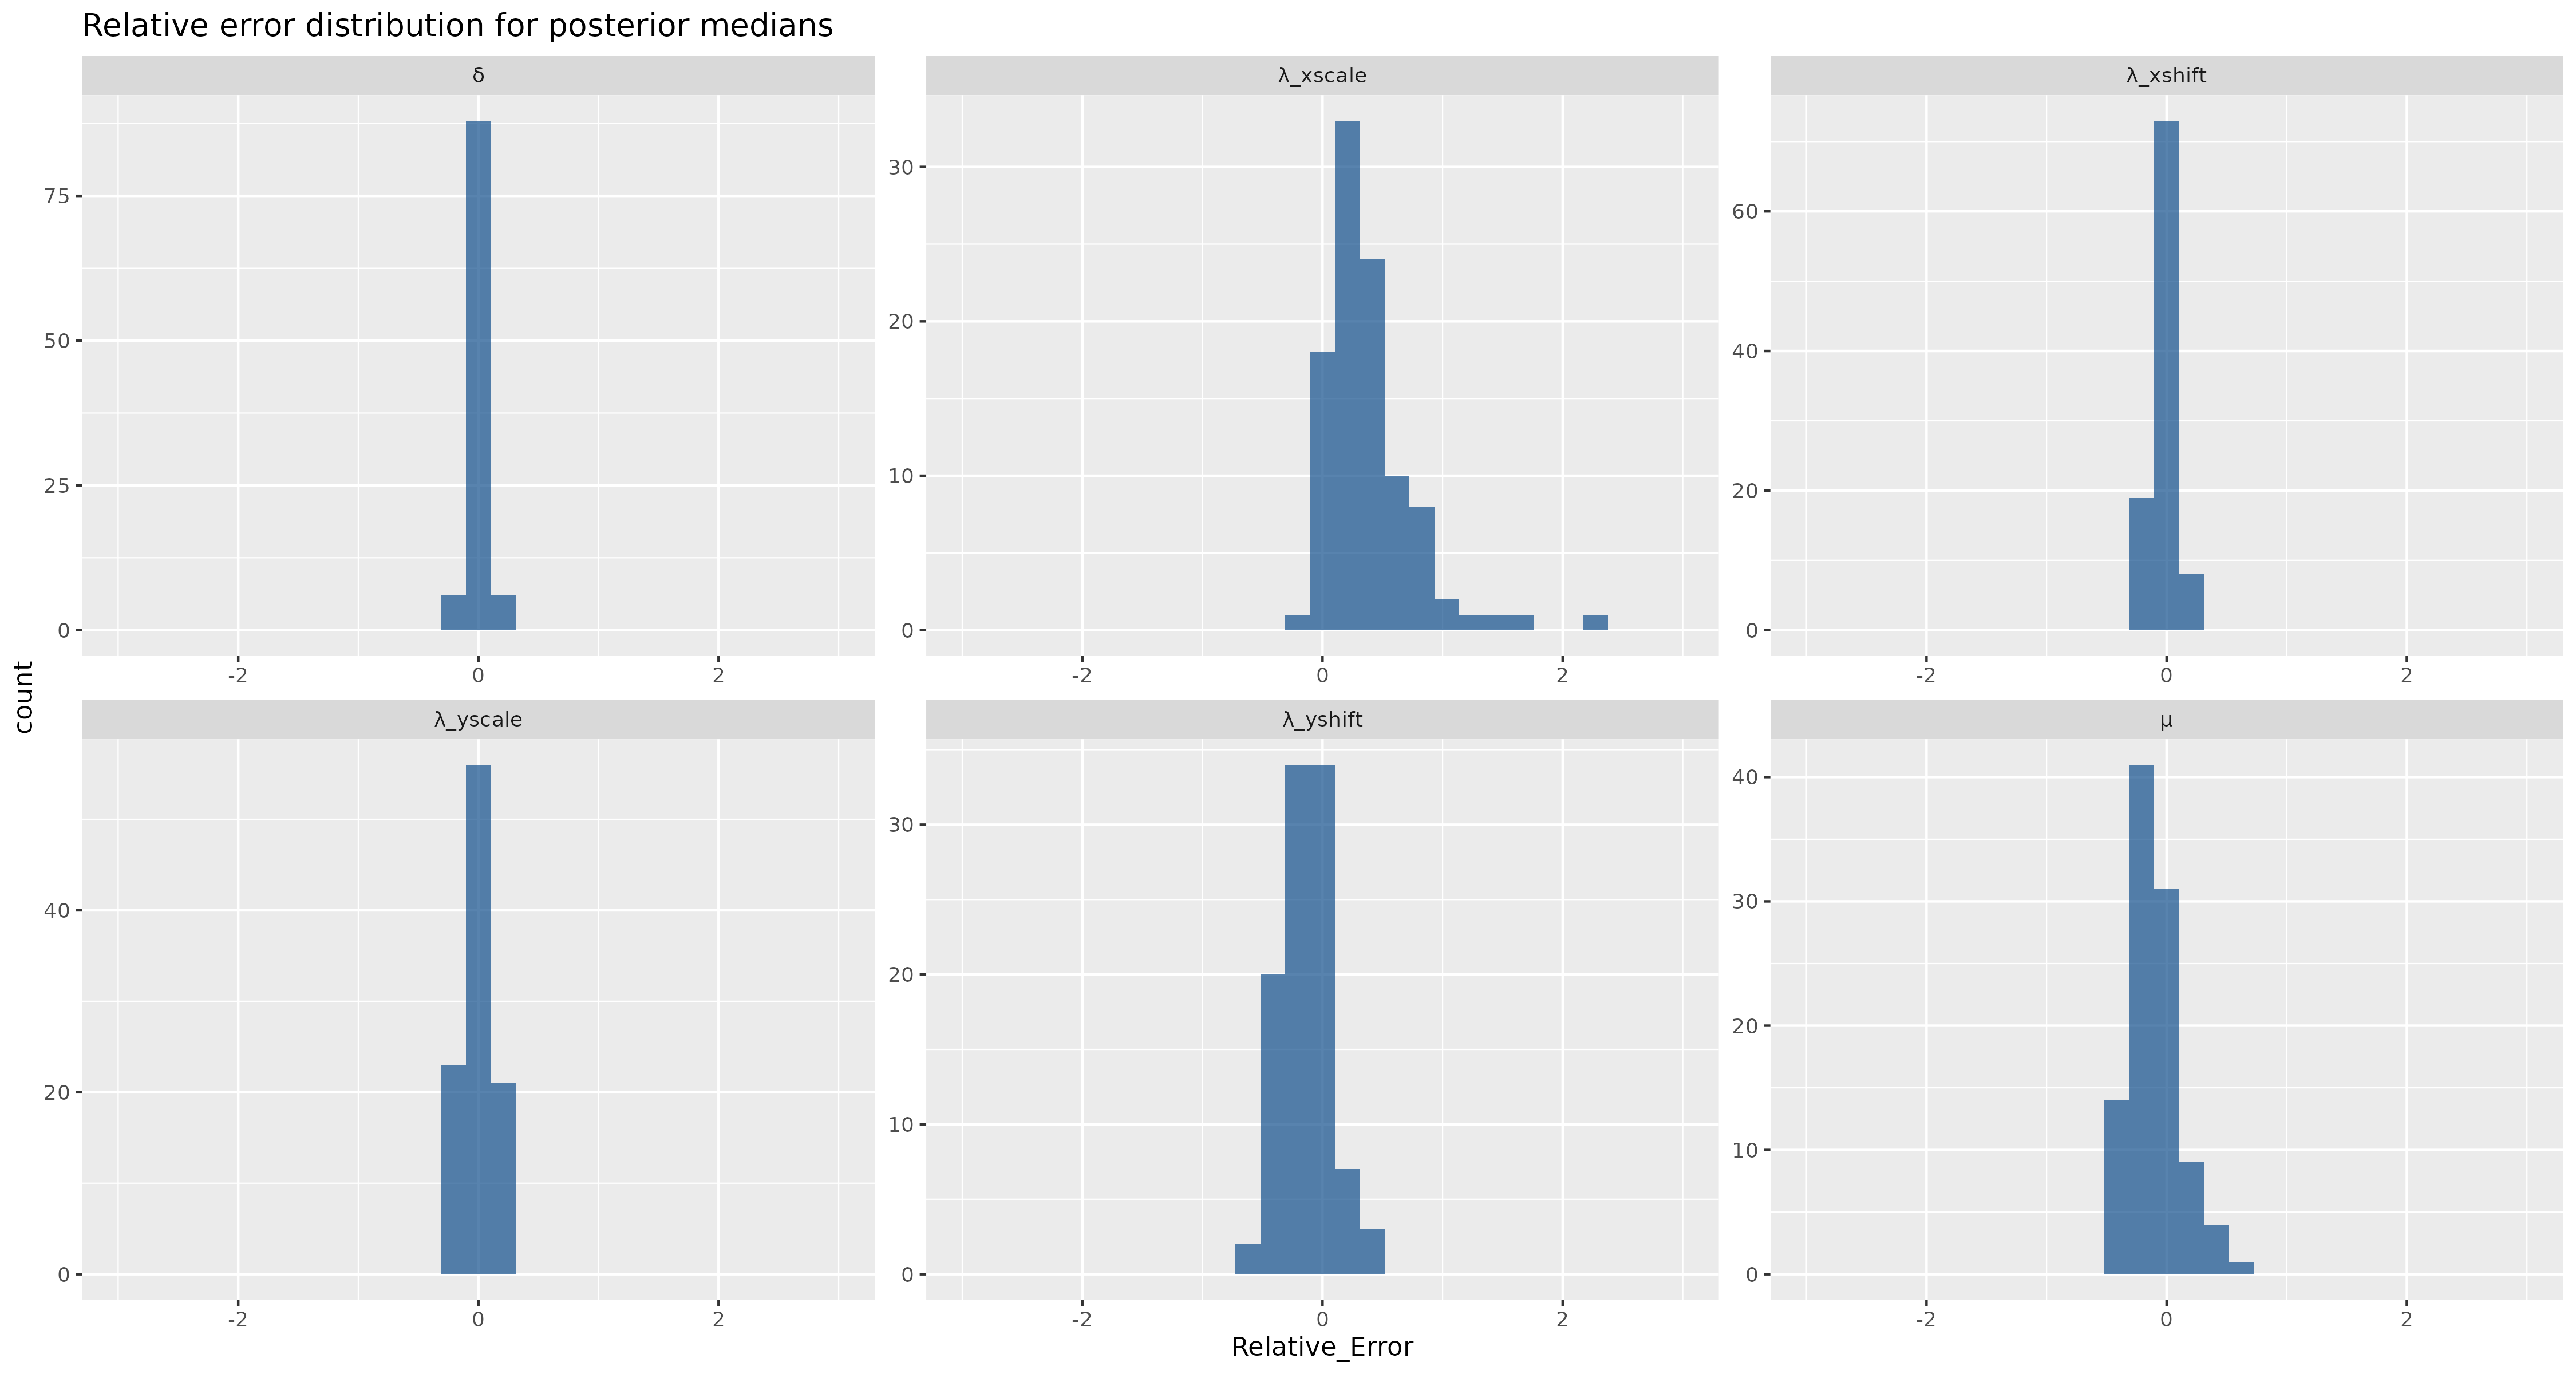 Relative error distribution for posterior medians
δ
λ_xscale
λ_xshift
75
50
25
0
30
20
10
0
60
40
20
0
-2 0 2
-2 0 2
-2 0 2
count
λ_yscale
λ_yshift
μ
40
20
0
30
20
10
0
40
30
20
10
0
-2 0 2
-2 0 2
-2 0 2
Relative_Error